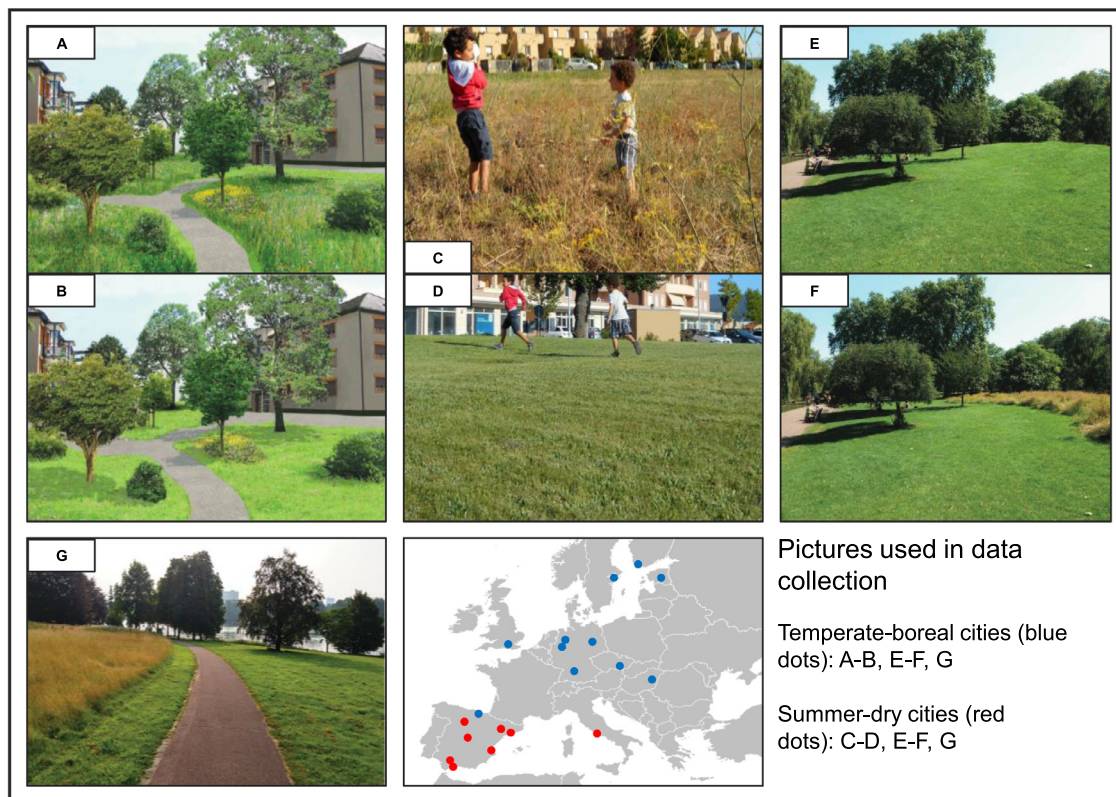 A
B
C
D
E
F
G
Pictures used in data
collection
Temperate-boreal cities (blue
dots): A-B, E-F, G
Summer-dry cities (red
dots): C-D, E-F, G